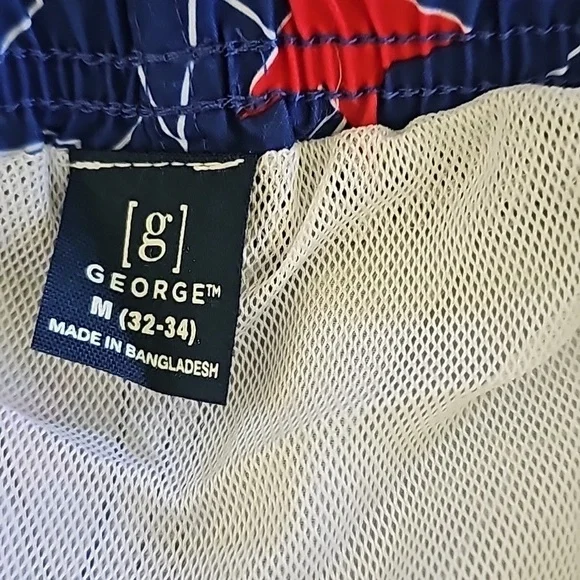 [g]
GEORGE™
M (32-34)
MADE IN BANGLADESH